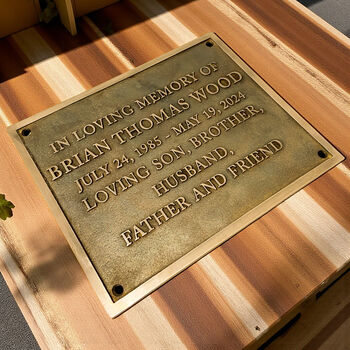 IN LOVING MEMORY OF
BRIAN THOMAS WOOD
JULY 24, 1985 - MAY 19, 2024
LOVING SON, BROTHER,
HUSBAND,
FATHER AND FRIEND